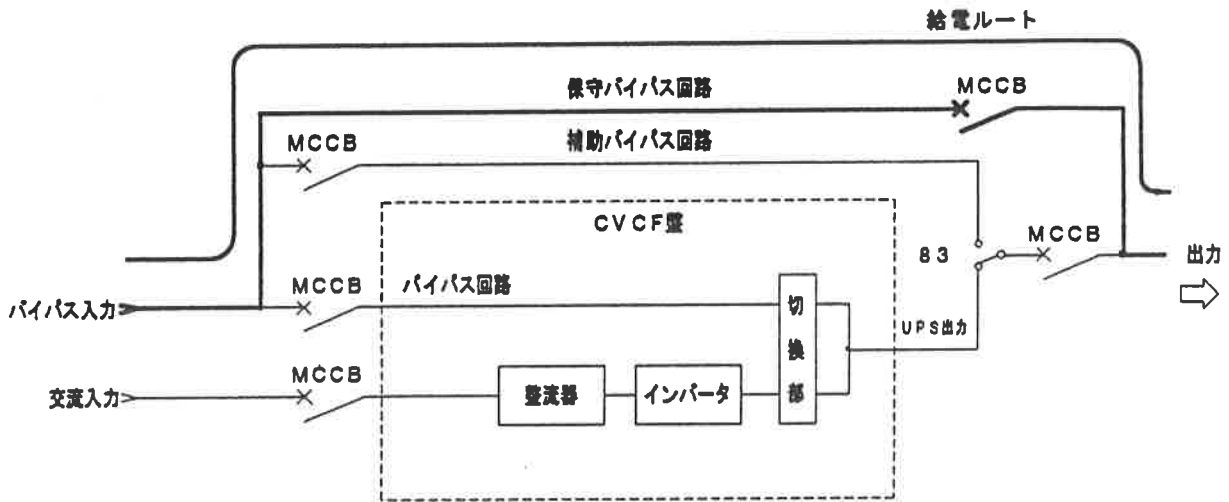 給電ルート
保守バイパス回路
MCCB
MCCB
補助バイパス回路
CVCF盤
83
MCCB
出力
MCCB
バイパス回路
バイパス入力
切換部
UPS出力
MCCB
交流入力
整流器
インバータ